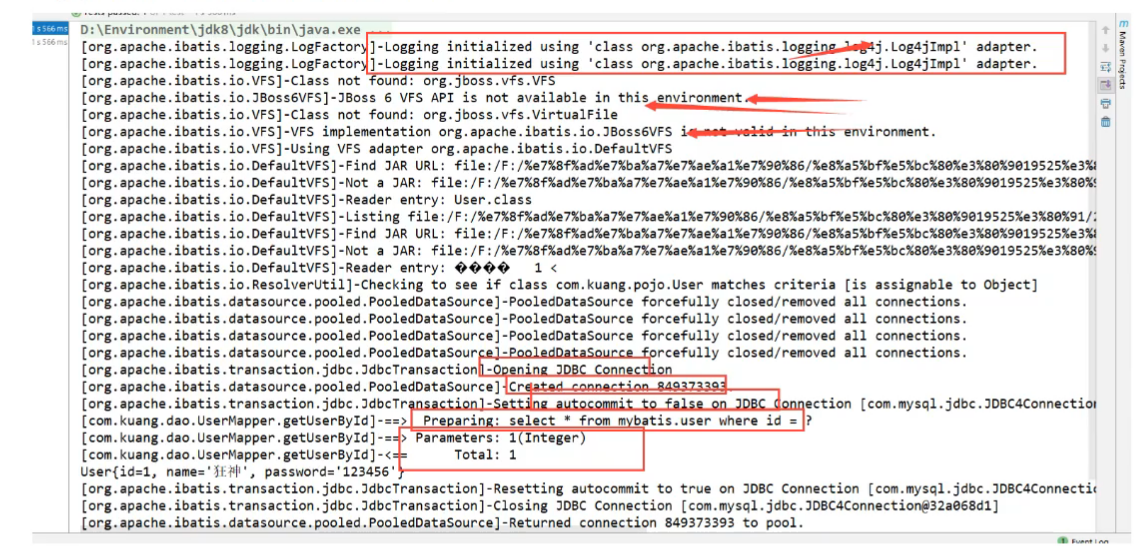 1 s 566 ms
1 s 566 ms
D:\Environment\jdk8\jdk\bin\java.exe ...
[org.apache.ibatis.logging.LogFactory]-Logging initialized using 'class org.apache.ibatis.logging.log4j.Log4jImpl' adapter.
[org.apache.ibatis.logging.LogFactory]-Logging initialized using 'class org.apache.ibatis.logging.log4j.Log4jImpl' adapter.
[org.apache.ibatis.io.VFS]-Class not found: org.jboss.vfs.VFS
[org.apache.ibatis.io.JBoss6VFS]-JBoss 6 VFS API is not available in this environment.
[org.apache.ibatis.io.VFS]-Class not found: org.jboss.vfs.VirtualFile
[org.apache.ibatis.io.VFS]-VFS implementation org.apache.ibatis.io.JBoss6VFS is not valid in this environment.
[org.apache.ibatis.io.VFS]-Using VFS adapter org.apache.ibatis.io.DefaultVFS
[org.apache.ibatis.io.DefaultVFS]-Find JAR URL: file:/F:/%e7%8f%ad%e7%ba%a7%e7%ae%a1%e7%90%86/%e8%a5%bf%e5%bc%80%e3%80%9019525%e3%8
[org.apache.ibatis.io.DefaultVFS]-Not a JAR: file:/F:/%e7%8f%ad%e7%ba%a7%e7%ae%a1%e7%90%86/%e8%a5%bf%e5%bc%80%e3%80%9019525%e3%80%9
[org.apache.ibatis.io.DefaultVFS]-Reader entry: User.class
[org.apache.ibatis.io.DefaultVFS]-Listing file:/F:/%e7%8f%ad%e7%ba%a7%e7%ae%a1%e7%90%86/%e8%a5%bf%e5%bc%80%e3%80%9019525%e3%80%91/2
[org.apache.ibatis.io.DefaultVFS]-Find JAR URL: file:/F:/%e7%8f%ad%e7%ba%a7%e7%ae%a1%e7%90%86/%e8%a5%bf%e5%bc%80%e3%80%9019525%e3%8
[org.apache.ibatis.io.DefaultVFS]-Not a JAR: file:/F:/%e7%8f%ad%e7%ba%a7%e7%ae%a1%e7%90%86/%e8%a5%bf%e5%bc%80%e3%80%9019525%e3%80%9
[org.apache.ibatis.io.DefaultVFS]-Reader entry: ���� 1 <
[org.apache.ibatis.io.ResolverUtil]-Checking to see if class com.kuang.pojo.User matches criteria [is assignable to Object]
[org.apache.ibatis.datasource.pooled.PooledDataSource]-PooledDataSource forcefully closed/removed all connections.
[org.apache.ibatis.datasource.pooled.PooledDataSource]-PooledDataSource forcefully closed/removed all connections.
[org.apache.ibatis.datasource.pooled.PooledDataSource]-PooledDataSource forcefully closed/removed all connections.
[org.apache.ibatis.datasource.pooled.PooledDataSource]-PooledDataSource forcefully closed/removed all connections.
[org.apache.ibatis.transaction.jdbc.JdbcTransaction]-Opening JDBC Connection
[org.apache.ibatis.datasource.pooled.PooledDataSource]-Created connection 849373393.
[org.apache.ibatis.transaction.jdbc.JdbcTransaction]-Setting autocommit to false on JDBC Connection [com.mysql.jdbc.JDBC4Connection
[com.kuang.dao.UserMapper.getUserById]-==> Preparing: select * from mybatis.user where id = ?
[com.kuang.dao.UserMapper.getUserById]-==> Parameters: 1(Integer)
[com.kuang.dao.UserMapper.getUserById]-<== Total: 1
User{id=1, name='狂神', password='123456'}
[org.apache.ibatis.transaction.jdbc.JdbcTransaction]-Resetting autocommit to true on JDBC Connection [com.mysql.jdbc.JDBC4Connectio
[org.apache.ibatis.transaction.jdbc.JdbcTransaction]-Closing JDBC Connection [com.mysql.jdbc.JDBC4Connection@32a068d1]
[org.apache.ibatis.datasource.pooled.PooledDataSource]-Returned connection 849373393 to pool.
Maven Projects
Event Log